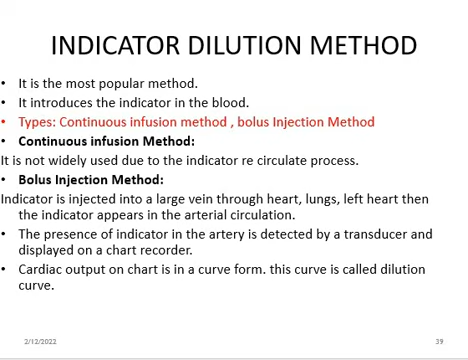 INDICATOR DILUTION METHOD
• It is the most popular method.
• It introduces the indicator in the blood.
• Types: Continuous infusion method , bolus Injection Method
• Continuous infusion Method:
It is not widely used due to the indicator re circulate process.
• Bolus Injection Method:
Indicator is injected into a large vein through heart, lungs, left heart then
the indicator appears in the arterial circulation.
• The presence of indicator in the artery is detected by a transducer and
displayed on a chart recorder.
• Cardiac output on chart is in a curve form. this curve is called dilution
curve.
2/12/2022
39